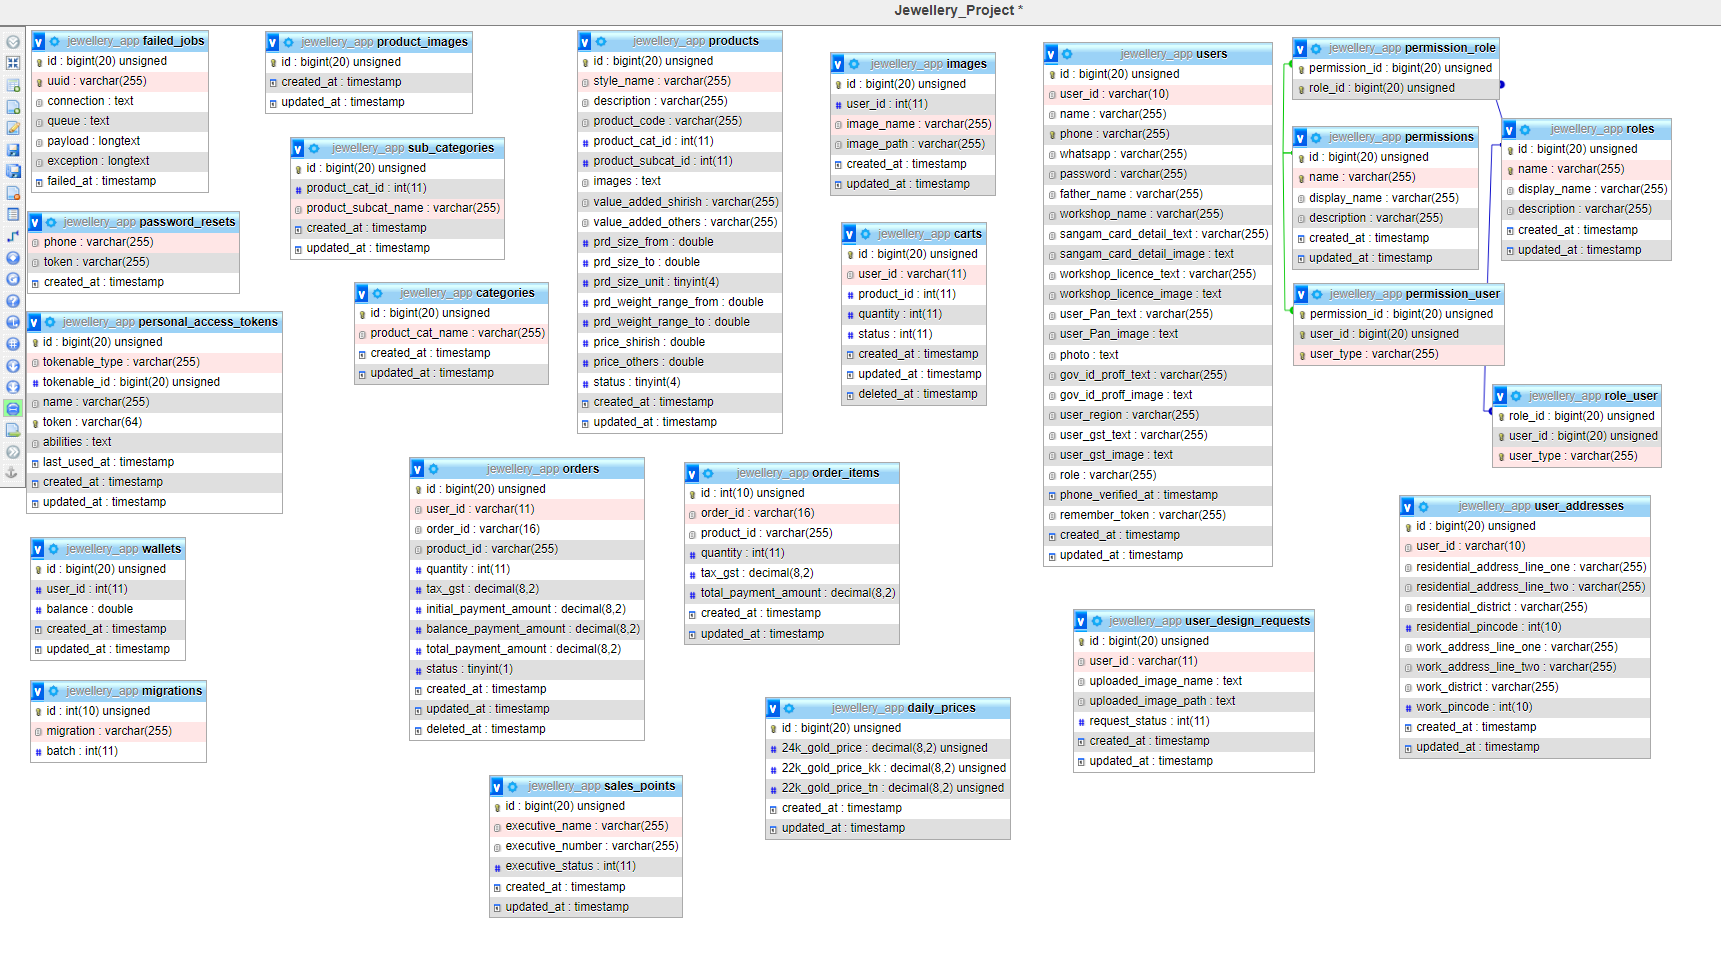 Jewellery_Project *
jewellery_app failed_jobs
id : bigint(20) unsigned
uuid : varchar(255)
connection : text
queue : text
payload : longtext
exception : longtext
failed_at : timestamp
jewellery_app password_resets
phone : varchar(255)
token : varchar(255)
created_at : timestamp
jewellery_app personal_access_tokens
id : bigint(20) unsigned
tokenable_type : varchar(255)
tokenable_id : bigint(20) unsigned
name : varchar(255)
token : varchar(64)
abilities : text
last_used_at : timestamp
created_at : timestamp
updated_at : timestamp
jewellery_app wallets
id : bigint(20) unsigned
user_id : int(11)
balance : double
created_at : timestamp
updated_at : timestamp
jewellery_app migrations
id : int(10) unsigned
migration : varchar(255)
batch : int(11)
jewellery_app product_images
id : bigint(20) unsigned
created_at : timestamp
updated_at : timestamp
jewellery_app sub_categories
id : bigint(20) unsigned
product_cat_id : int(11)
product_subcat_name : varchar(255)
created_at : timestamp
updated_at : timestamp
jewellery_app categories
id : bigint(20) unsigned
product_cat_name : varchar(255)
created_at : timestamp
updated_at : timestamp
jewellery_app orders
id : bigint(20) unsigned
user_id : varchar(11)
order_id : varchar(16)
product_id : varchar(255)
quantity : int(11)
tax_gst : decimal(8,2)
initial_payment_amount : decimal(8,2)
balance_payment_amount : decimal(8,2)
total_payment_amount : decimal(8,2)
status : tinyint(1)
created_at : timestamp
updated_at : timestamp
deleted_at : timestamp
jewellery_app sales_points
id : bigint(20) unsigned
executive_name : varchar(255)
executive_number : varchar(255)
executive_status : int(11)
created_at : timestamp
updated_at : timestamp
jewellery_app products
id : bigint(20) unsigned
style_name : varchar(255)
description : varchar(255)
product_code : varchar(255)
product_cat_id : int(11)
product_subcat_id : int(11)
images : text
value_added_shirish : varchar(255)
value_added_others : varchar(255)
prd_size_from : double
prd_size_to : double
prd_size_unit : tinyint(4)
prd_weight_range_from : double
prd_weight_range_to : double
price_shirish : double
price_others : double
status : tinyint(4)
created_at : timestamp
updated_at : timestamp
jewellery_app order_items
id : int(10) unsigned
order_id : varchar(16)
product_id : varchar(255)
quantity : int(11)
tax_gst : decimal(8,2)
total_payment_amount : decimal(8,2)
created_at : timestamp
updated_at : timestamp
jewellery_app daily_prices
id : bigint(20) unsigned
24k_gold_price : decimal(8,2) unsigned
22k_gold_price_kk : decimal(8,2) unsigned
22k_gold_price_tn : decimal(8,2) unsigned
created_at : timestamp
updated_at : timestamp
jewellery_app images
id : bigint(20) unsigned
user_id : int(11)
image_name : varchar(255)
image_path : varchar(255)
created_at : timestamp
updated_at : timestamp
jewellery_app carts
id : bigint(20) unsigned
user_id : varchar(11)
product_id : int(11)
quantity : int(11)
status : int(11)
created_at : timestamp
updated_at : timestamp
deleted_at : timestamp
jewellery_app users
id : bigint(20) unsigned
user_id : varchar(10)
name : varchar(255)
phone : varchar(255)
whatsapp : varchar(255)
password : varchar(255)
father_name : varchar(255)
workshop_name : varchar(255)
sangam_card_detail_text : varchar(255)
sangam_card_detail_image : text
workshop_licence_text : varchar(255)
workshop_licence_image : text
user_Pan_text : varchar(255)
user_Pan_image : text
photo : text
gov_id_proff_text : varchar(255)
gov_id_proff_image : text
user_region : varchar(255)
user_gst_text : varchar(255)
user_gst_image : text
role : varchar(255)
phone_verified_at : timestamp
remember_token : varchar(255)
created_at : timestamp
updated_at : timestamp
jewellery_app user_design_requests
id : bigint(20) unsigned
user_id : varchar(11)
uploaded_image_name : text
uploaded_image_path : text
request_status : int(11)
created_at : timestamp
updated_at : timestamp
jewellery_app permission_role
permission_id : bigint(20) unsigned
role_id : bigint(20) unsigned
jewellery_app permissions
id : bigint(20) unsigned
name : varchar(255)
display_name : varchar(255)
description : varchar(255)
created_at : timestamp
updated_at : timestamp
jewellery_app permission_user
permission_id : bigint(20) unsigned
user_id : bigint(20) unsigned
user_type : varchar(255)
jewellery_app roles
id : bigint(20) unsigned
name : varchar(255)
display_name : varchar(255)
description : varchar(255)
created_at : timestamp
updated_at : timestamp
jewellery_app role_user
role_id : bigint(20) unsigned
user_id : bigint(20) unsigned
user_type : varchar(255)
jewellery_app user_addresses
id : bigint(20) unsigned
user_id : varchar(10)
residential_address_line_one : varchar(255)
residential_address_line_two : varchar(255)
residential_district : varchar(255)
residential_pincode : int(10)
work_address_line_one : varchar(255)
work_address_line_two : varchar(255)
work_district : varchar(255)
work_pincode : int(10)
created_at : timestamp
updated_at : timestamp